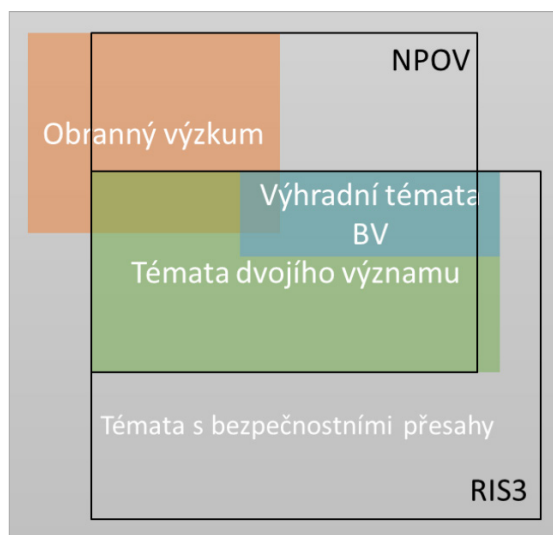 NPOV
Obranný výzkum
Výhradní témata
BV
Témata dvojího významu
Témata s bezpečnostními přesahy
RIS3